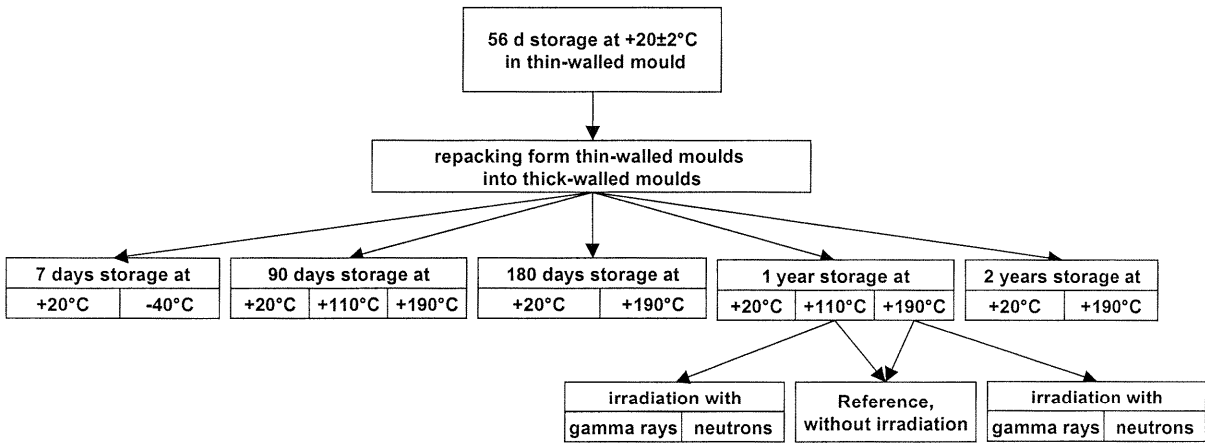 56 d storage at +20±2°C
in thin-walled mould
repacking form thin-walled moulds
into thick-walled moulds
7 days storage at
+20°C -40°C
90 days storage at
+20°C +110°C +190°C
180 days storage at
+20°C +190°C
1 year storage at
+20°C +110°C +190°C
2 years storage at
+20°C +190°C
irradiation with
gamma rays neutrons
Reference,
without irradiation
irradiation with
gamma rays neutrons